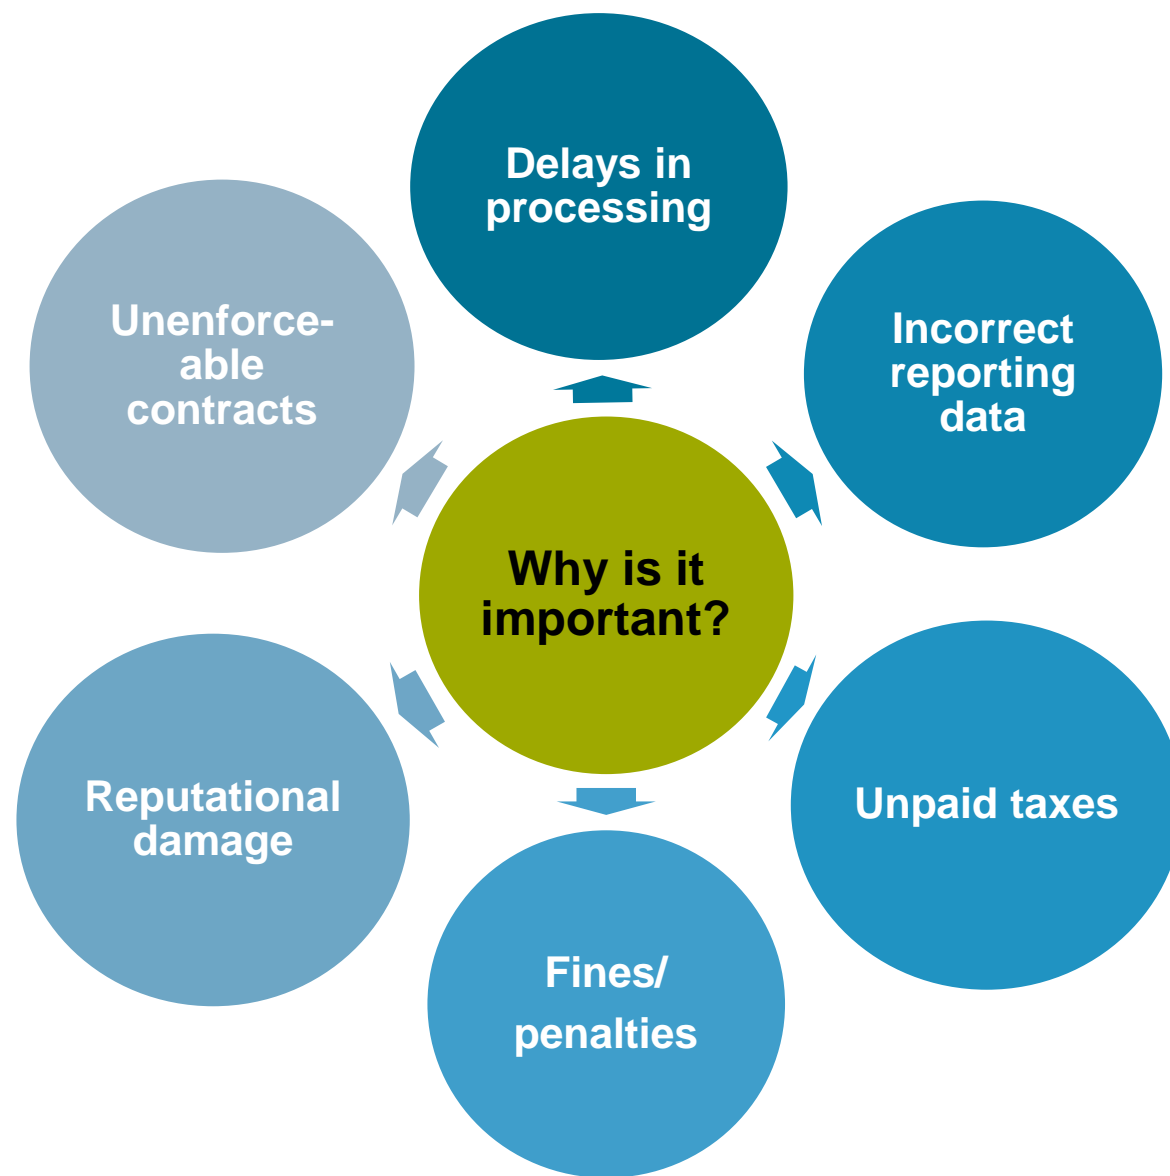 Delays in
processing
Unenforce-
able
contracts
Incorrect
reporting
data
Why is it
important?
Reputational
damage
Unpaid taxes
Fines/
penalties